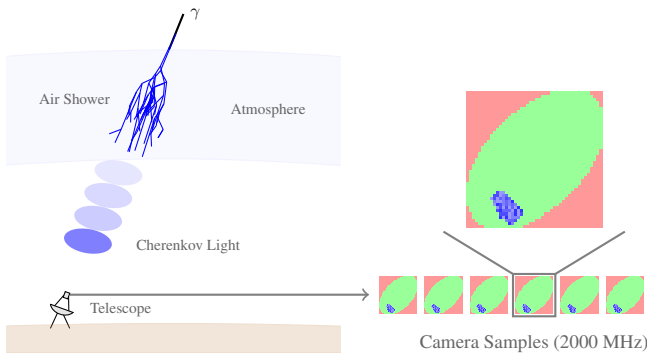 γ
Air Shower
Atmosphere
Cherenkov Light
Telescope
Camera Samples (2000 MHz)